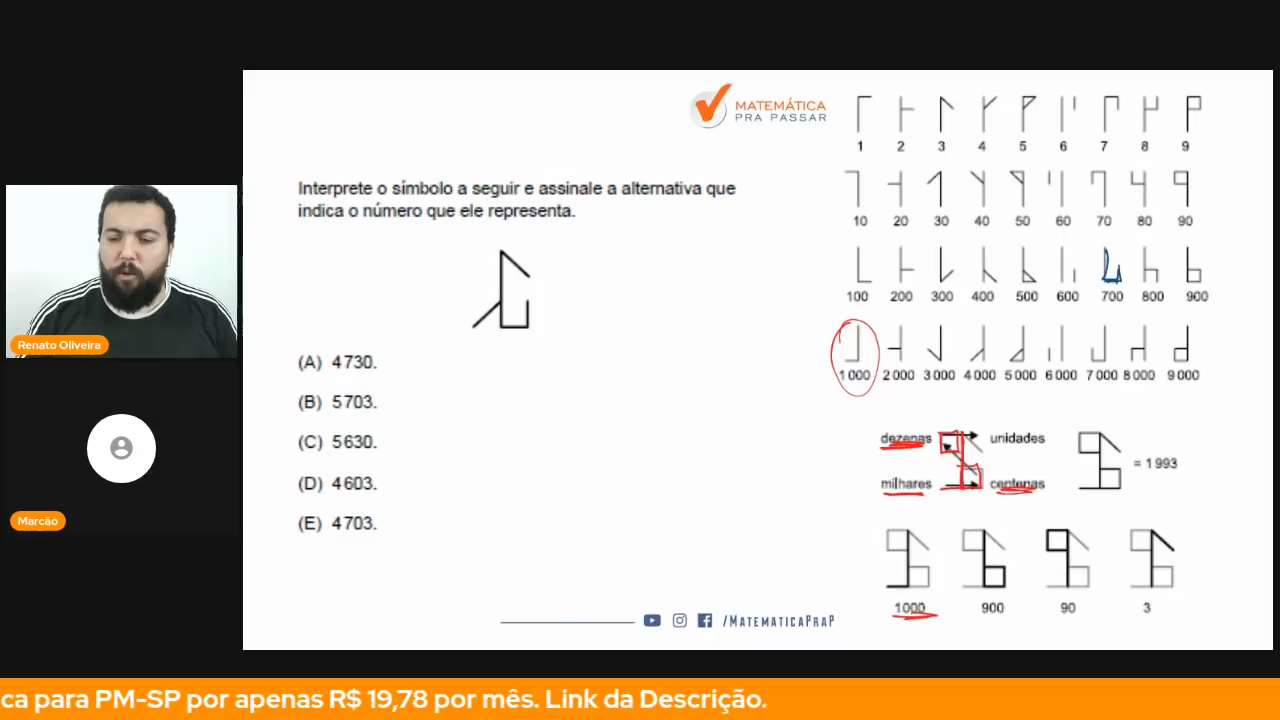 MATEMÁTICA
PRA PASSAR
Interprete o símbolo a seguir e assinale a alternativa que
indica o número que ele representa.
(A) 4730.
(B) 5703.
(C) 5630.
(D) 4603.
(E) 4703.
1 2 3 4 5 6 7 8 9
10 20 30 40 50 60 70 80 90
100 200 300 400 500 600 700 800 900
1 000 2 000 3 000 4 000 5 000 6 000 7 000 8 000 9 000
dezenas unidades
milhares centenas
= 1 993
1000 900 90 3
/MatematicaPraP
Renato Oliveira
Marcão
ca para PM-SP por apenas R$ 19,78 por mês. Link da Descrição.